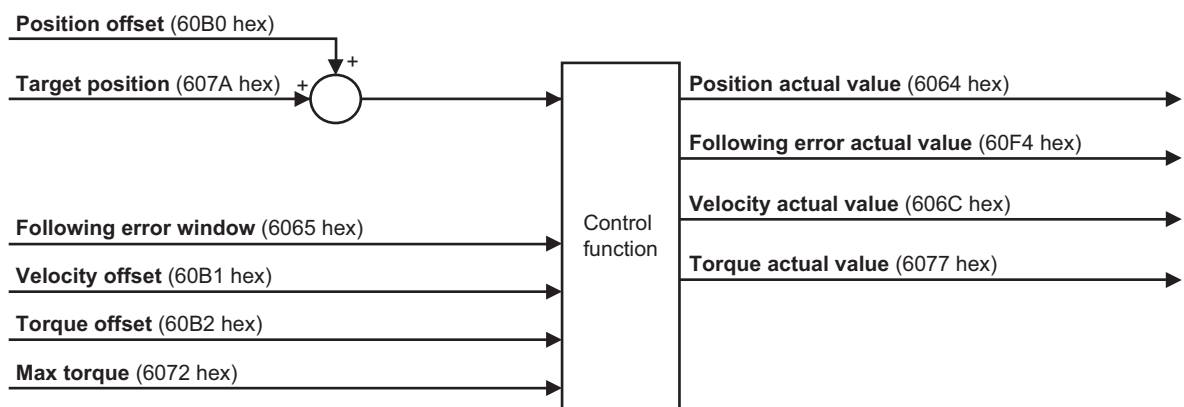 Position offset (60B0 hex)
+
Target position (607A hex)
+
Position actual value (6064 hex)
Following error actual value (60F4 hex)
Velocity actual value (606C hex)
Following error window (6065 hex)
Control
function
Velocity offset (60B1 hex)
Torque actual value (6077 hex)
Torque offset (60B2 hex)
Max torque (6072 hex)